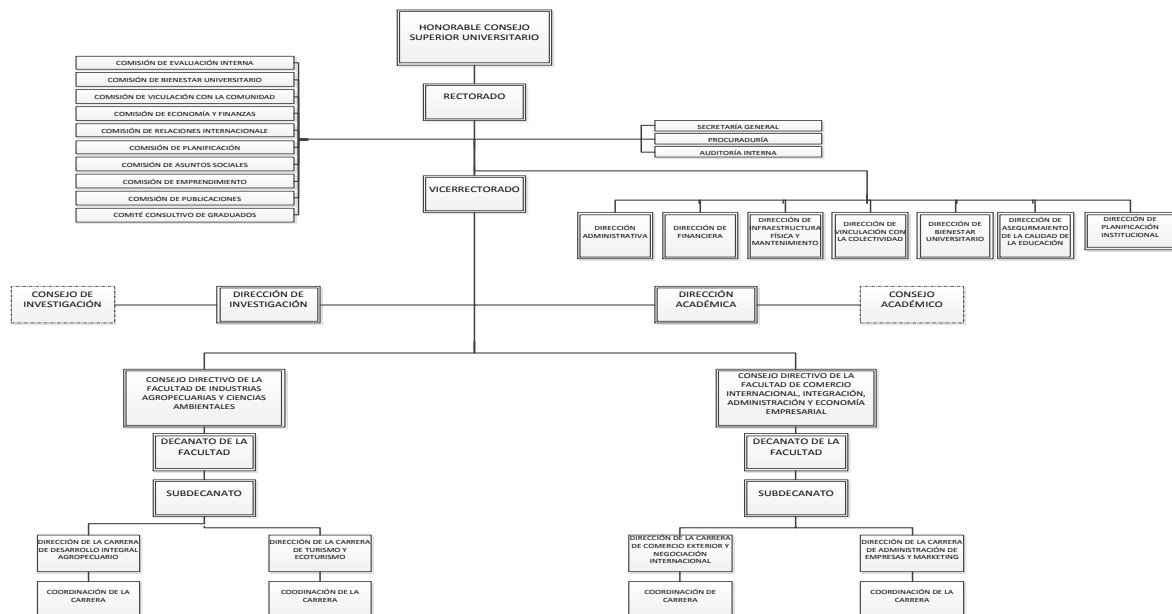 HONORABLE CONSEJO
SUPERIOR UNIVERSITARIO
RECTORADO
COMISIÓN DE EVALUACIÓN INTERNA
COMISIÓN DE BIENESTAR UNIVERSITARIO
COMISIÓN DE VICULACIÓN CON LA COMUNIDAD
COMISIÓN DE ECONOMÍA Y FINANZAS
COMISIÓN DE RELACIONES INTERNACIONALE
COMISIÓN DE PLANIFICACIÓN
COMISIÓN DE ASUNTOS SOCIALES
COMISIÓN DE EMPRENDIMIENTO
COMISIÓN DE PUBLICACIONES
COMITÉ CONSULTIVO DE GRADUADOS
SECRETARÍA GENERAL
PROCURADURÍA
AUDITORÍA INTERNA
VICERRECTORADO
DIRECCIÓN
ADMINISTRATIVA
DIRECCIÓN DE
FINANCIERA
DIRECCIÓN DE
INFRAESTRUCTURA
FÍSICA Y
MANTENIMIENTO
DIRECCIÓN DE
VINCULACIÓN CON
LA COLECTIVIDAD
DIRECCIÓN DE
BIENESTAR
UNIVERSITARIO
DIRECCIÓN DE
ASEGURMAIENTO
DE LA CALIDAD DE
LA EDUCACIÓN
DIRECCIÓN DE
PLANIFICACIÓN
INSTITUCIONAL
CONSEJO DE
INVESTIGACIÓN
DIRECCIÓN DE
INVESTIGACIÓN
DIRECCIÓN
ACADÉMICA
CONSEJO
ACADÉMICO
CONSEJO DIRECTIVO DE LA
FACULTAD DE INDUSTRIAS
AGROPECUARIAS Y CIENCIAS
AMBIENTALES
CONSEJO DIRECTIVO DE LA
FACULTAD DE COMERCIO
INTERNACIONAL, INTEGRACIÓN,
ADMINISTRACIÓN Y ECONOMÍA
EMPRESARIAL
DECANATO DE LA
FACULTAD
DECANATO DE LA
FACULTAD
SUBDECANATO
SUBDECANATO
DIRECCIÓN DE LA CARRERA
DE DESARROLLO INTEGRAL
AGROPECUARIO
DIRECCIÓN DE LA CARRERA
DE TURISMO Y
ECOTURISMO
DIRECCIÓN DE LA CARRERA
DE COMERCIO EXTERIOR Y
NEGOCIACIÓN
INTERNACIONAL
DIRECCIÓN DE LA CARRERA
DE ADMINISTRACIÓN DE
EMPRESAS Y MARKETING
COORDINACIÓN DE LA
CARRERA
COODINACIÓN DE LA
CARRERA
COORDINACIÓN DE
CARRERA
COORDINACIÓN DE LA
CARRERA